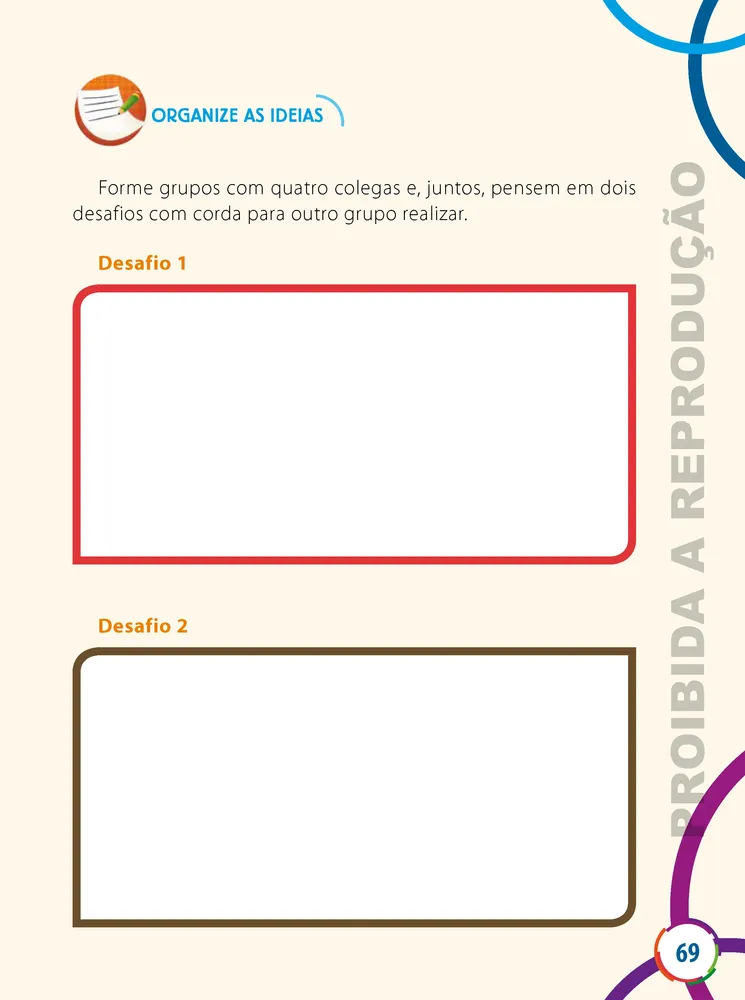 ORGANIZE AS IDEIAS
Forme grupos com quatro colegas e, juntos, pensem em dois
desafios com corda para outro grupo realizar.
Desafio 1
Desafio 2
PROIBIDA A REPRODUÇÃO
69